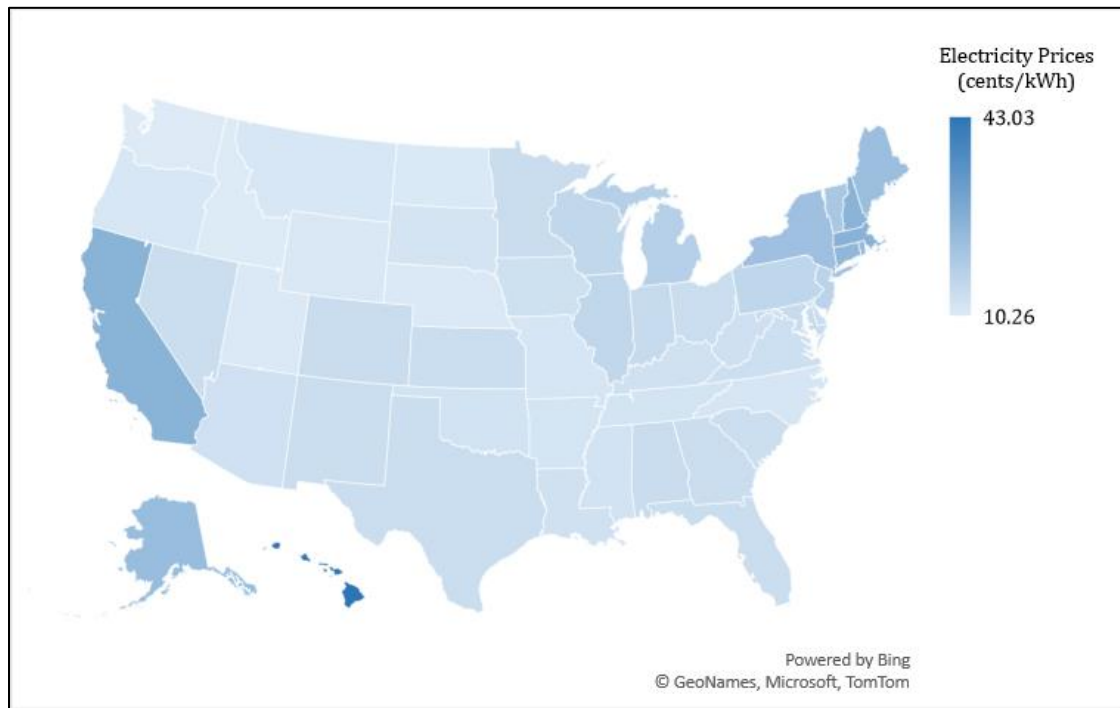 Electricity Prices
(cents/kWh)
43.03
10.26
Powered by Bing
© GeoNames, Microsoft, TomTom